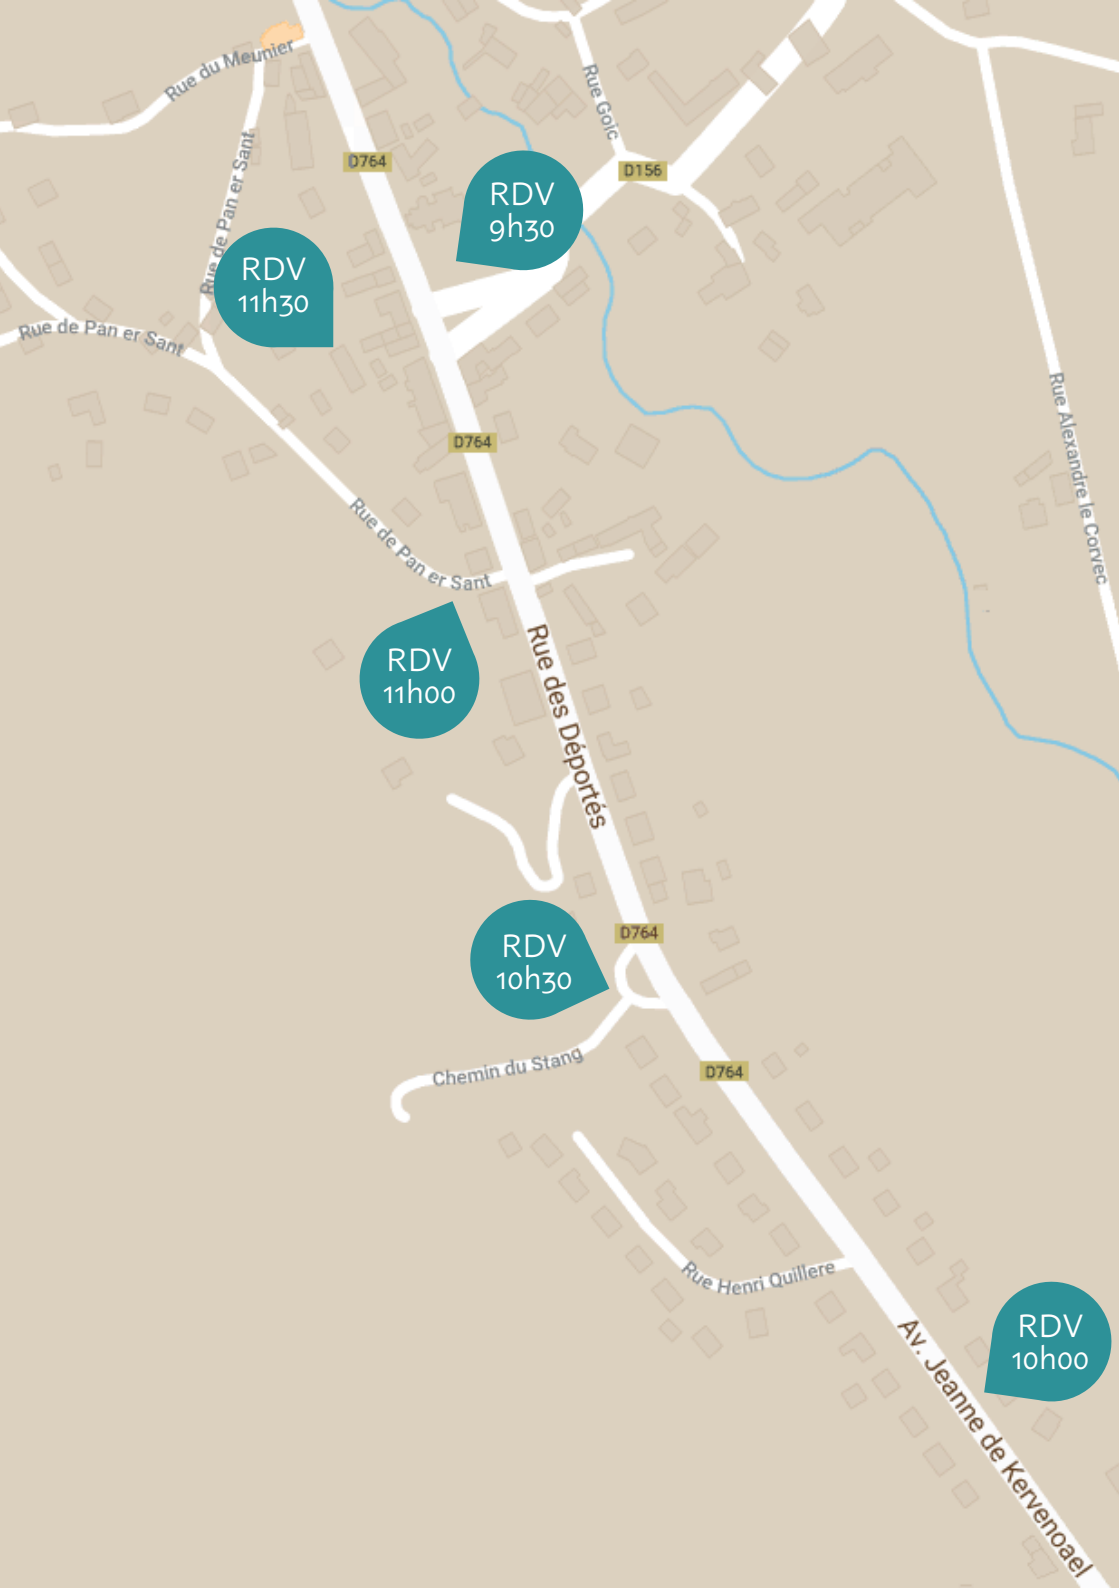 Rue du Meunier
Rue Goic
D764
D156
Rue de Pan er Sant
RDV
9h30
RDV
11h30
Rue de Pan er Sant
D764
Rue Alexandre le Corvec
Rue de Pan er Sant
RDV
11h00
Rue des Déportés
D764
RDV
10h30
Chemin du Stang
D764
Rue Henri Quillere
RDV
10h00
Av. Jeanne de Kervenoael